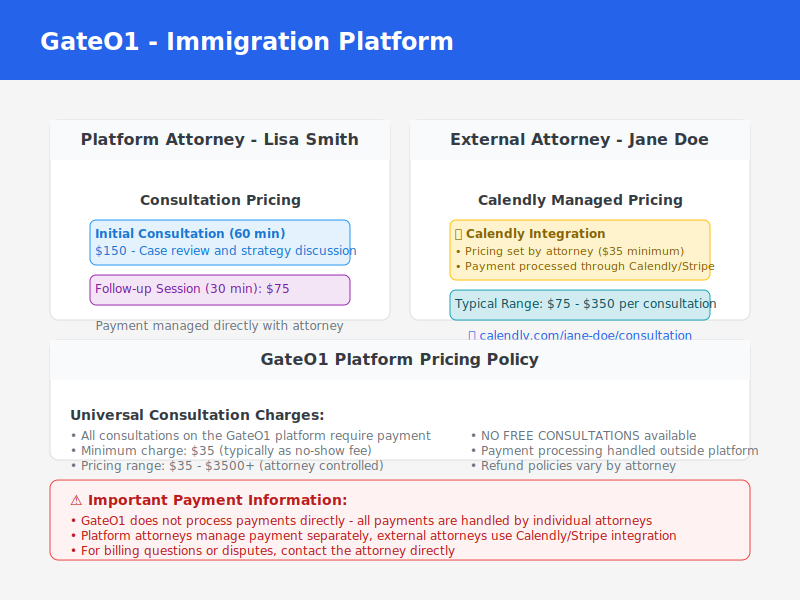 GateO1 - Immigration Platform
Platform Attorney - Lisa Smith
Consultation Pricing
Initial Consultation (60 min)
$150 - Case review and strategy discussion
Follow-up Session (30 min): $75
Payment managed directly with attorney
External Attorney - Jane Doe
Calendly Managed Pricing
Calendly Integration
• Pricing set by attorney ($35 minimum)
• Payment processed through Calendly/Stripe
Typical Range: $75 - $350 per consultation
calendly.com/jane-doe/consultation
GateO1 Platform Pricing Policy
Universal Consultation Charges:
• All consultations on the GateO1 platform require payment
• Minimum charge: $35 (typically as no-show fee)
• Pricing range: $35 - $3500+ (attorney controlled)
• NO FREE CONSULTATIONS available
• Payment processing handled outside platform
• Refund policies vary by attorney
⚠ Important Payment Information:
• GateO1 does not process payments directly - all payments are handled by individual attorneys
• Platform attorneys manage payment separately, external attorneys use Calendly/Stripe integration
• For billing questions or disputes, contact the attorney directly